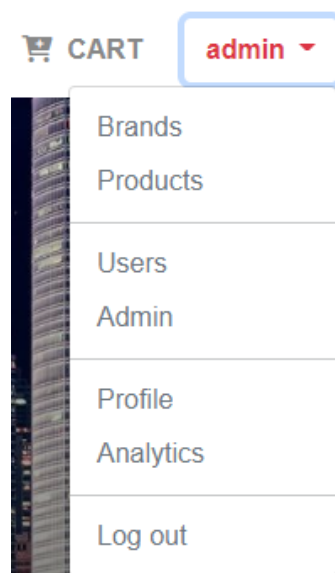 CART admin
Brands
Products
Users
Admin
Profile
Analytics
Log out